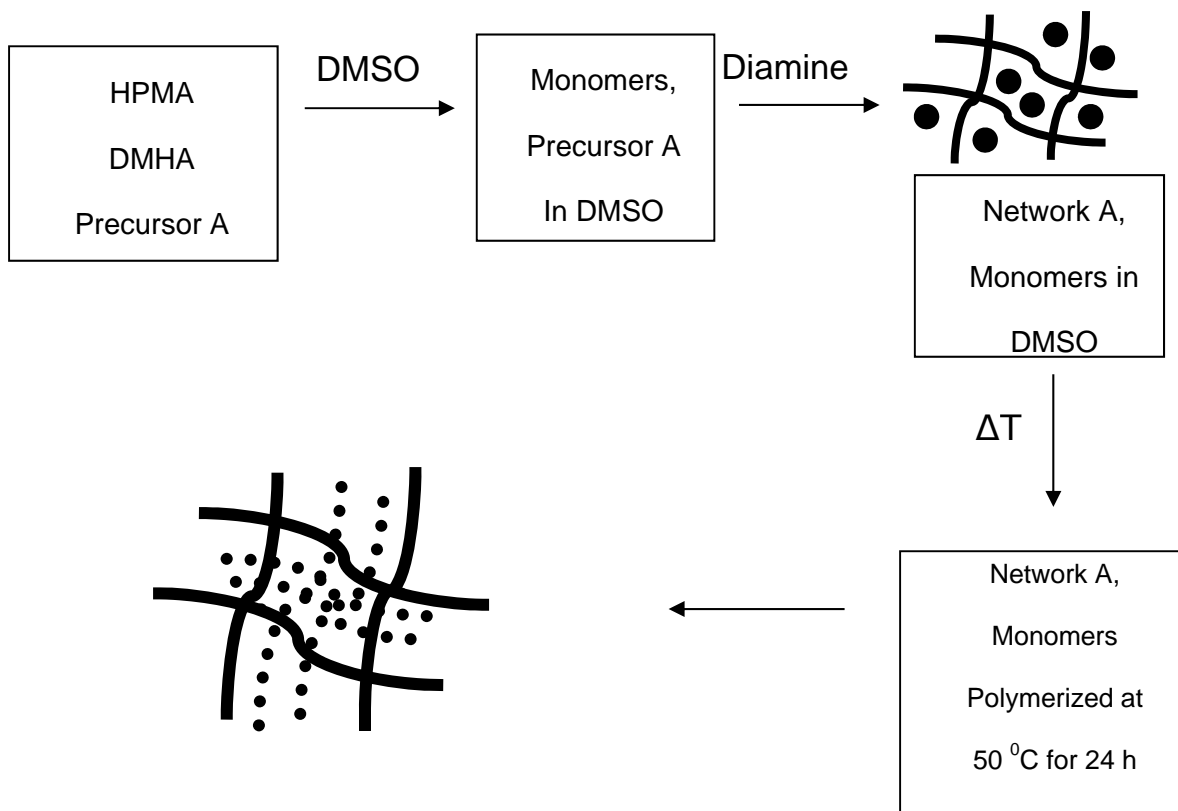 HPMA
DMHA
Precursor A
DMSO
Monomers,
Precursor A
In DMSO
Diamine
Network A,
Monomers in
DMSO
ΔT
Network A,
Monomers
Polymerized at
50 ⁰C for 24 h